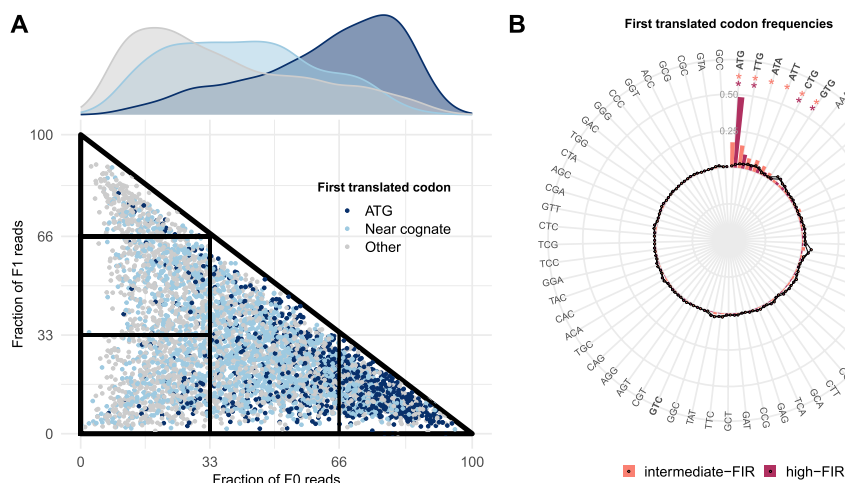 A
B
First translated codon frequencies
100
66
33
0
Fraction of F1 reads
First translated codon
ATG
Near cognate
Other
0
33
66
100
Fraction of F0 reads
0.50
0.25
ATG
TTG
ATA
ATT
CTG
GTG
CTT
GCA
TCA
GAG
CCG
GAT
GCT
TTC
TAT
GGC
GTC
CGT
AGT
AGG
CAG
TGC
ACA
CAC
TAC
GGA
TCC
TCG
CTC
GTT
CGA
AGC
CTA
TGG
GAC
GGG
CCC
GGT
ACC
GCG
CGC
GTA
GCC
* * * * * *
* * * *
intermediate−FIR
high−FIR